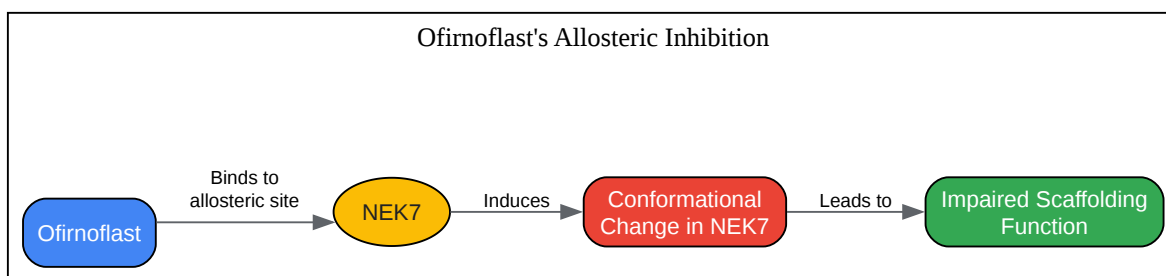 Ofirnoflast's Allosteric Inhibition
Ofirnoflast
Binds to
allosteric site
NEK7
Induces
Conformational
Change in NEK7
Leads to
Impaired Scaffolding
Function